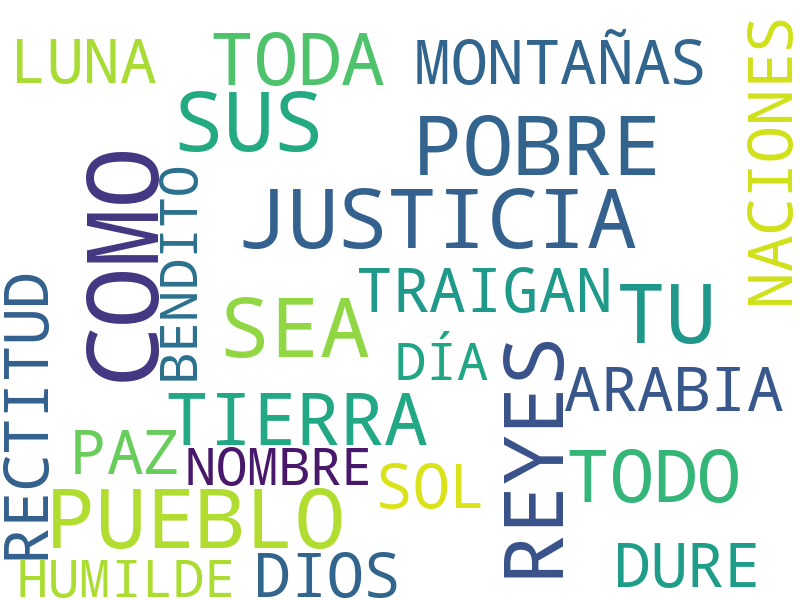 LUNA
TODA
MONTAÑAS
NACIONES
SUS
POBRE
COMO
BENDITO
JUSTICIA
TRAIGAN
TU
RECTITUD
SEA
DÍA
REYES
ARABIA
TIERRA
PAZ
NOMBRE
SOL
TODO
PUEBLO
HUMILDE
DIOS
DURE